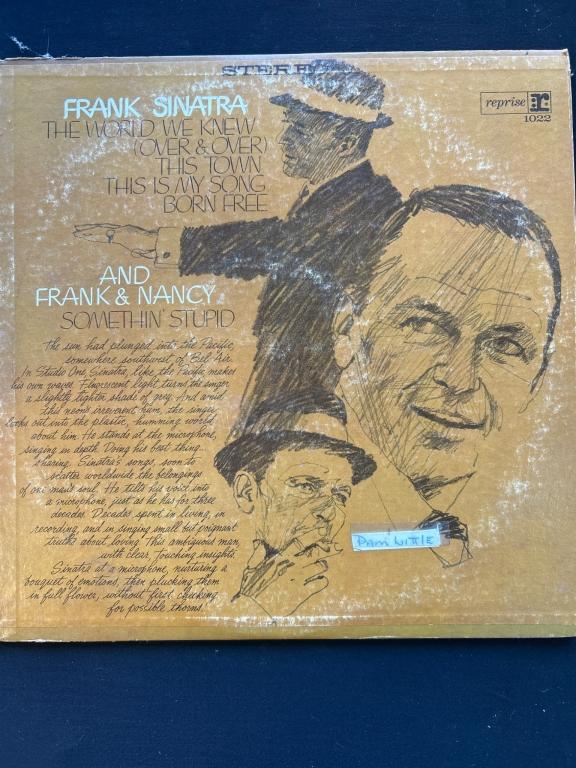 STEREO
FRANK SINATRA
THE WORLD WE KNEW
(OVER & OVER)
THIS TOWN
THIS IS MY SONG
BORN FREE
reprise r:
1022
AND
FRANK & NANCY
SOMETHIN' STUPID
The sun had plunged into the Pacific,
somewhere southwest of Bel Air.
In Studio One, Sinatra, like the Pacific, makes
his own waves. Fluorescent light turns the singer
a slightly lighter shade of grey. And amid
this neon'd irreverent hum, the singer
looks out into the plastic, humming world
about him. He stands at the microphone,
singing in depth. Doing his best thing.
Sharing. Sinatra's songs, soon to
scatter worldwide the belongings
of one man's soul. He tilts his voice into
a microphone, just as he has for three
decades. Decades spent in living, in
recording, and in singing small but poignant
truths about loving. This ambiguous man,
with clear, Touching insights.
Sinatra at a microphone, nurturing a
bouquet of emotions, then plucking them
in full flower, without first checking
for possible thorns.
PAM